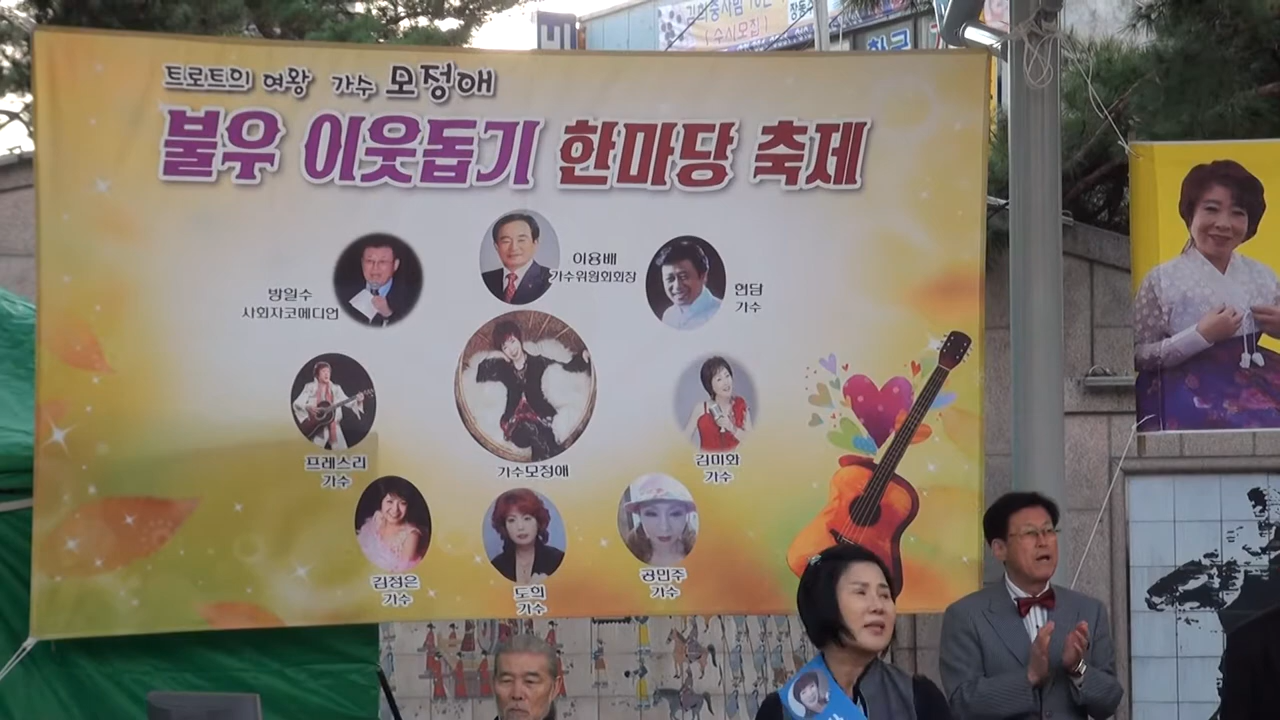 트로트의 여왕 가수 모정애
불우 이웃돕기 한마당 축제
이용배
가수위원회회장
방일수
사회자코메디언
현담
가수
프레스리
가수
가수모정애
김미화
가수
김정은
가수
도희
가수
공민주
가수
수시모집!